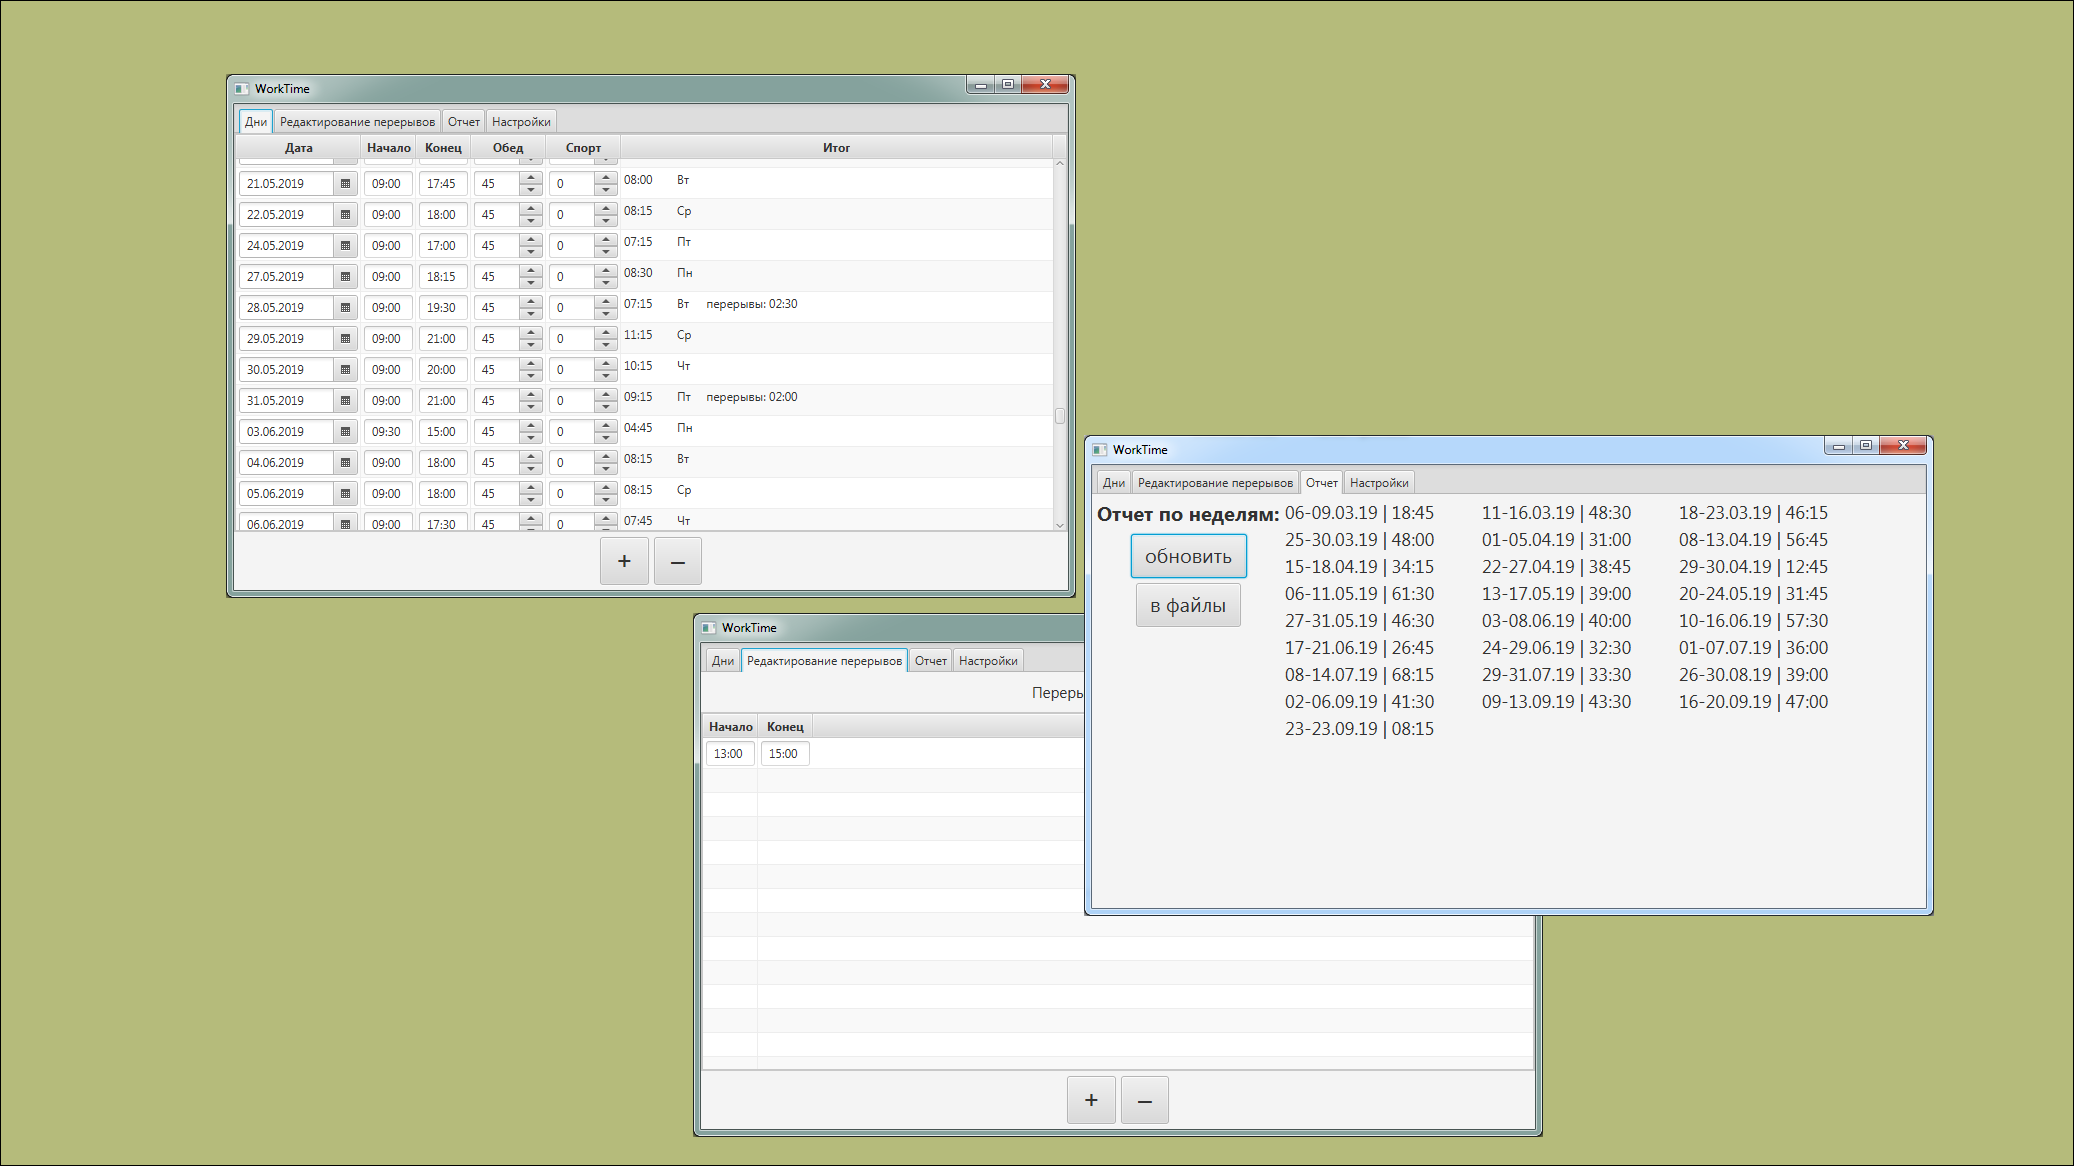 WorkTime
Дни Редактирование перерывов Отчет Настройки
Дата Начало Конец Обед Спорт Итог
21.05.2019 09:00 17:45 45 0 08:00 Вт
22.05.2019 09:00 18:00 45 0 08:15 Ср
24.05.2019 09:00 17:00 45 0 07:15 Пт
27.05.2019 09:00 18:15 45 0 08:30 Пн
28.05.2019 09:00 19:30 45 0 07:15 Вт перерывы: 02:30
29.05.2019 09:00 21:00 45 0 11:15 Ср
30.05.2019 09:00 20:00 45 0 10:15 Чт
31.05.2019 09:00 21:00 45 0 09:15 Пт перерывы: 02:00
03.06.2019 09:30 15:00 45 0 04:45 Пн
04.06.2019 09:00 18:00 45 0 08:15 Вт
05.06.2019 09:00 18:00 45 0 08:15 Ср
06.06.2019 09:00 17:30 45 0 07:45 Чт
+ –
WorkTime
Дни Редактирование перерывов Отчет Настройки
Отчет по неделям: 06-09.03.19 | 18:45 11-16.03.19 | 48:30 18-23.03.19 | 46:15
обновить 25-30.03.19 | 48:00 01-05.04.19 | 31:00 08-13.04.19 | 56:45
15-18.04.19 | 34:15 22-27.04.19 | 38:45 29-30.04.19 | 12:45
в файлы 06-11.05.19 | 61:30 13-17.05.19 | 39:00 20-24.05.19 | 31:45
27-31.05.19 | 46:30 03-08.06.19 | 40:00 10-16.06.19 | 57:30
17-21.06.19 | 26:45 24-29.06.19 | 32:30 01-07.07.19 | 36:00
08-14.07.19 | 68:15 29-31.07.19 | 33:30 26-30.08.19 | 39:00
02-06.09.19 | 41:30 09-13.09.19 | 43:30 16-20.09.19 | 47:00
23-23.09.19 | 08:15
WorkTime
Дни Редактирование перерывов Отчет Настройки
Переры
Начало Конец
13:00 15:00
+ –